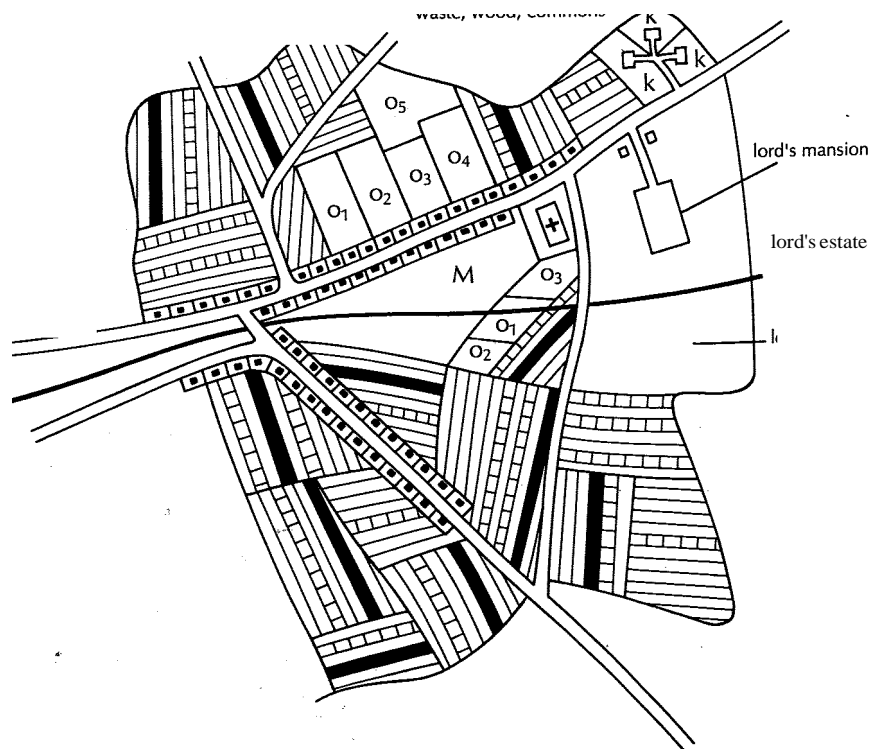 waste, wood, commons
k
k
k
O5
O4
O3
O2
O1
lord's mansion
lord's estate
M
O3
O1
O2